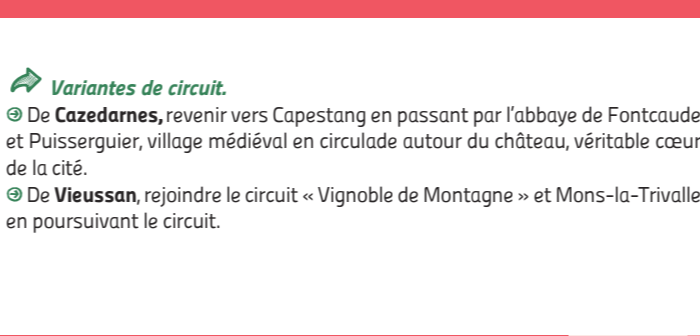 Variantes de circuit.
De Cazedarnes, revenir vers Capestang en passant par l'abbaye de Fontcaude
et Puisserguier, village médiéval en circulade autour du château, véritable cœur
de la cité.
De Vieussan, rejoindre le circuit « Vignoble de Montagne » et Mons-la-Trivalle
en poursuivant le circuit.